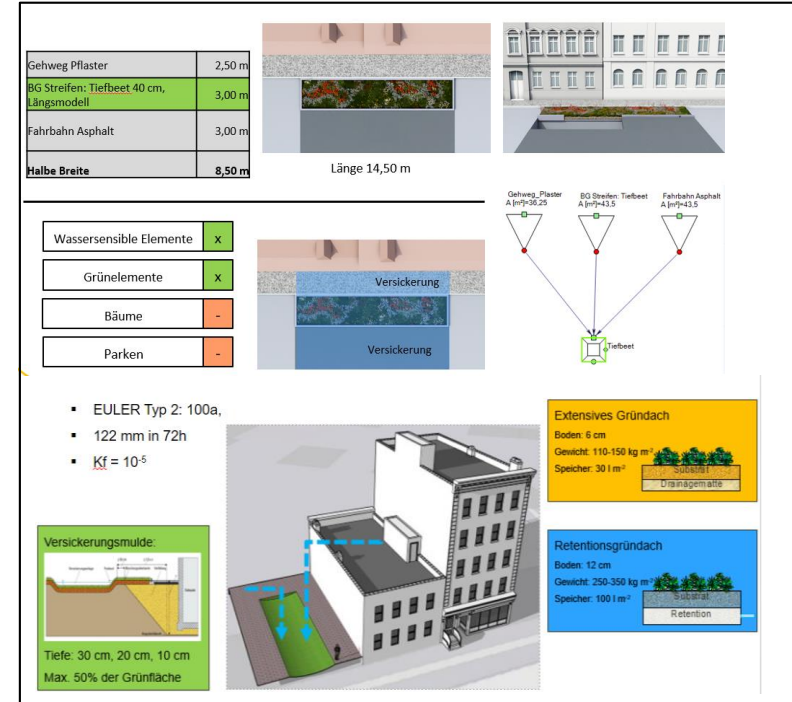 Gehweg Pflaster 2,50 m
BG Streifen: Tiefbeet 40 cm,
Längsmodell 3,00 m
Fahrbahn Asphalt 3,00 m
Halbe Breite 8,50 m
Länge 14,50 m
Gehweg_Plaster
A [m²]=36,25
BG Streifen: Tiefbeet
A [m²]=43,5
Fahrbahn Asphalt
A [m²]=43,5
Tiefbeet
Wassersensible Elemente x
Grünelemente x
Bäume -
Parken -
Versickerung
Versickerung
▪ EULER Typ 2: 100a,
▪ 122 mm in 72h
▪ Kf = 10⁻⁵
Versickerungsmulde:
Tiefe: 30 cm, 20 cm, 10 cm
Max. 50% der Grünfläche
Extensives Gründach
Boden: 6 cm
Gewicht: 110-150 kg m⁻²
Speicher: 30 l m⁻²
Substrat
Drainagematte
Retentionsgründach
Boden: 12 cm
Gewicht: 250-350 kg m⁻²
Speicher: 100 l m⁻²
Substrat
Retention